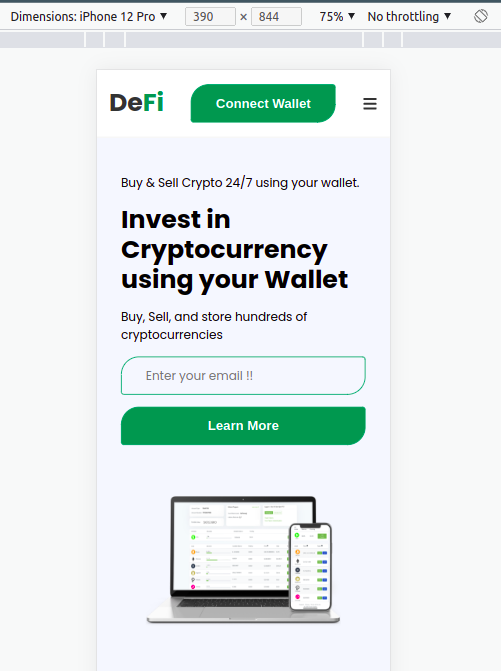 Dimensions: iPhone 12 Pro ▼ 390 × 844 75% ▼ No throttling ▼
DeFi Connect Wallet
Buy & Sell Crypto 24/7 using your wallet.
Invest in
Cryptocurrency
using your Wallet
Buy, Sell, and store hundreds of
cryptocurrencies
Enter your email !!
Learn More